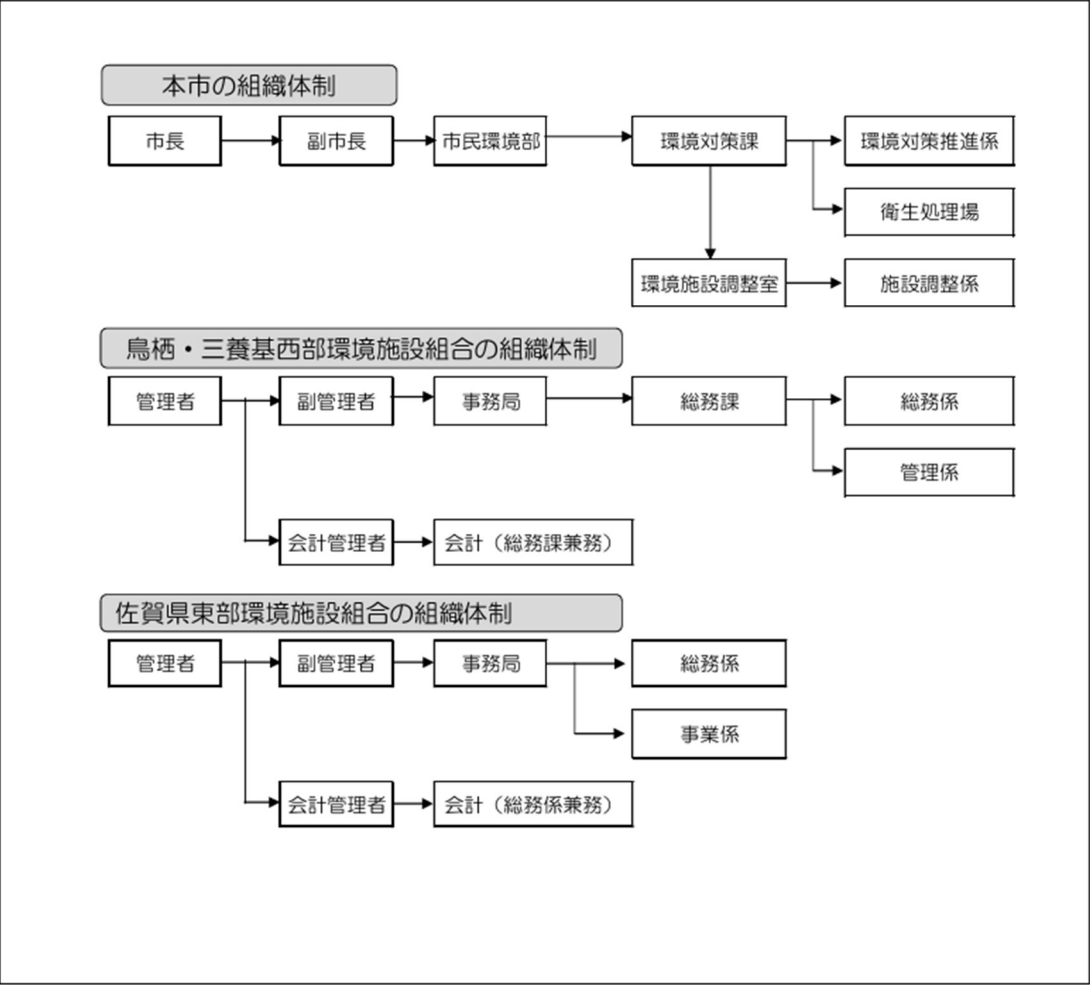 本市の組織体制
市長
副市長
市民環境部
環境対策課
環境対策推進係
衛生処理場
環境施設調整室
施設調整係
鳥栖・三養基西部環境施設組合の組織体制
管理者
副管理者
事務局
総務課
総務係
管理係
会計管理者
会計（総務課兼務）
佐賀県東部環境施設組合の組織体制
管理者
副管理者
事務局
総務係
事業係
会計管理者
会計（総務係兼務）